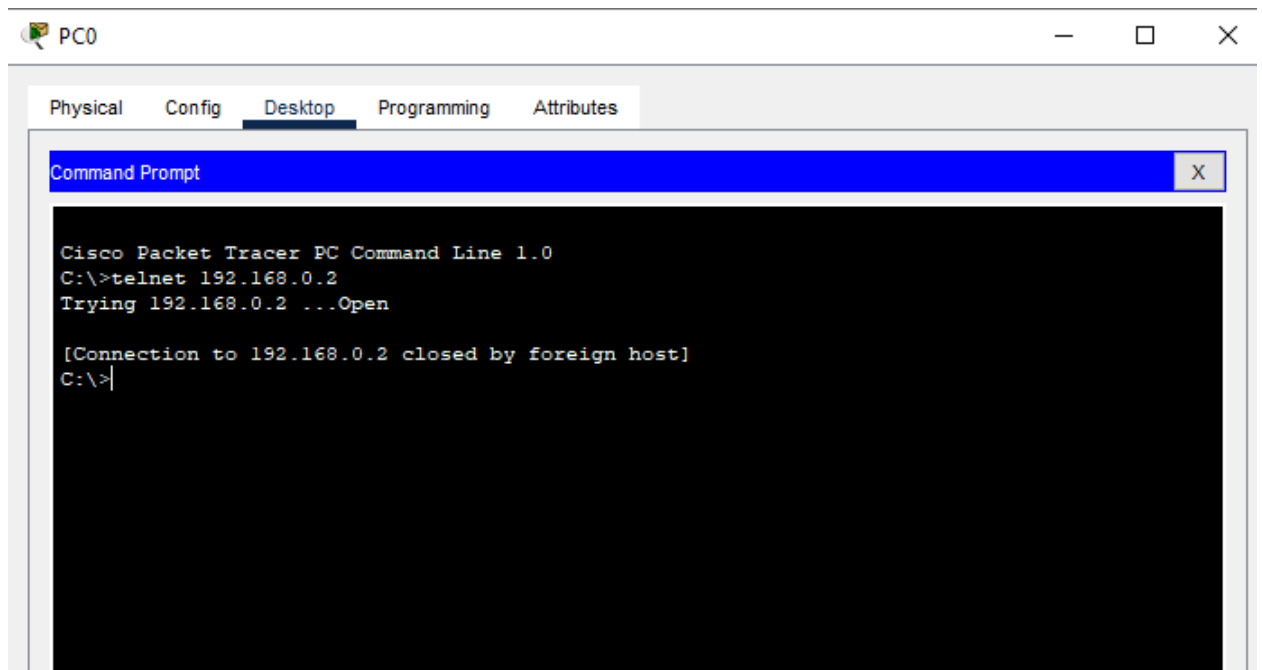 PC0
Physical Config Desktop Programming Attributes
Command Prompt X
Cisco Packet Tracer PC Command Line 1.0
C:\>telnet 192.168.0.2
Trying 192.168.0.2 ...Open
[Connection to 192.168.0.2 closed by foreign host]
C:\>